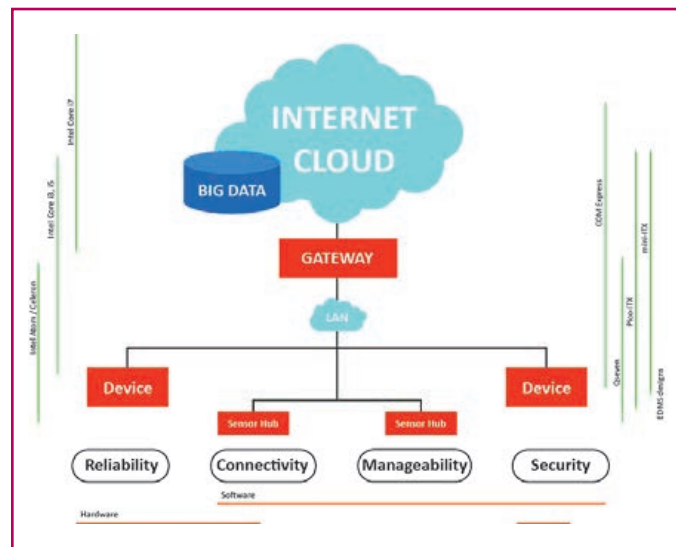 INTERNET
CLOUD
BIG DATA
GATEWAY
LAN
Device
Device
Sensor Hub
Sensor Hub
Reliability
Connectivity
Manageability
Security
Software
Hardware
Intel Core i7
Intel Core i3, i5
Intel Atom / Celeron
COM Express
Qseven
Pico-ITX
mini-ITX
EDMS designs